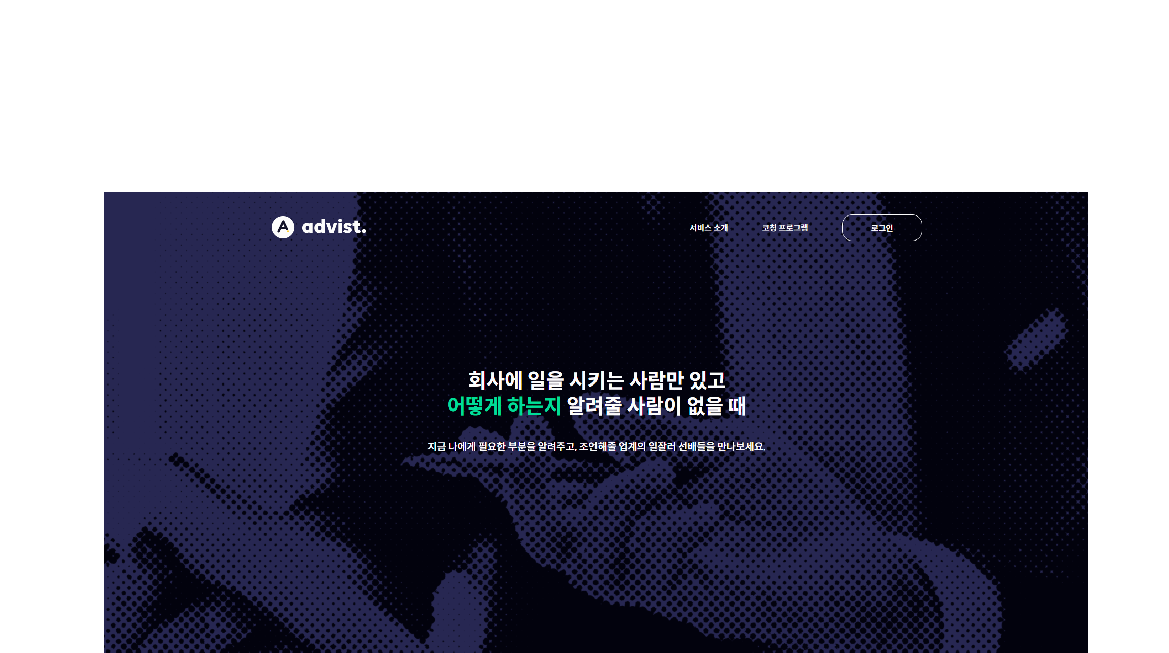 A advist.
서비스 소개
코칭 프로그램
로그인
회사에 일을 시키는 사람만 있고
어떻게 하는지 알려줄 사람이 없을 때
지금 나에게 필요한 부분을 알려주고, 조언해줄 업계의 일잘러 선배들을 만나보세요.